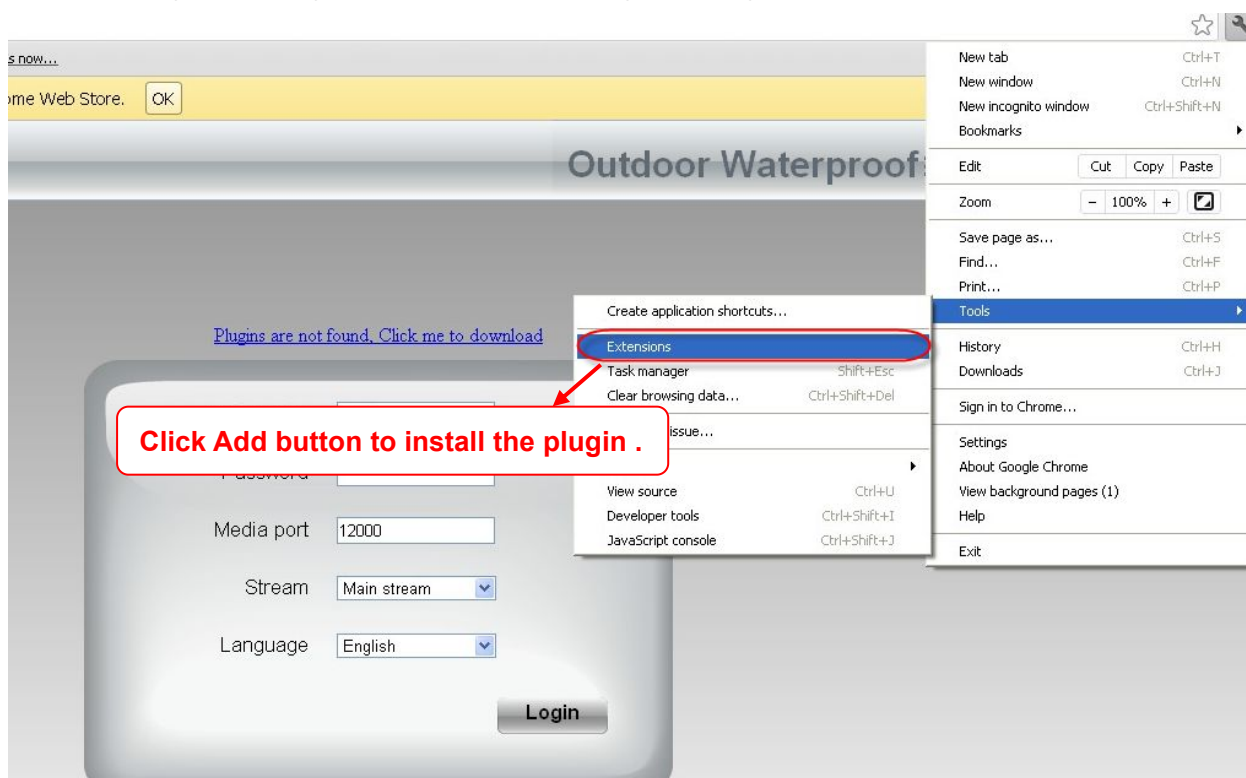 s now...
ome Web Store. OK
Outdoor Waterproof
Plugins are not found, Click me to download
Click Add button to install the plugin .
Media port 12000
Stream Main stream
Language English
Login
New tab Ctrl+T
New window Ctrl+N
New incognito window Ctrl+Shift+N
Bookmarks
Edit Cut Copy Paste
Zoom - 100% +
Save page as... Ctrl+S
Find... Ctrl+F
Print... Ctrl+P
Tools
History Ctrl+H
Downloads Ctrl+J
Sign in to Chrome...
Settings
About Google Chrome
View background pages (1)
Help
Exit
Create application shortcuts...
Extensions
Task manager Shift+Esc
Clear browsing data... Ctrl+Shift+Del
issue...
View source Ctrl+U
Developer tools Ctrl+Shift+I
JavaScript console Ctrl+Shift+J